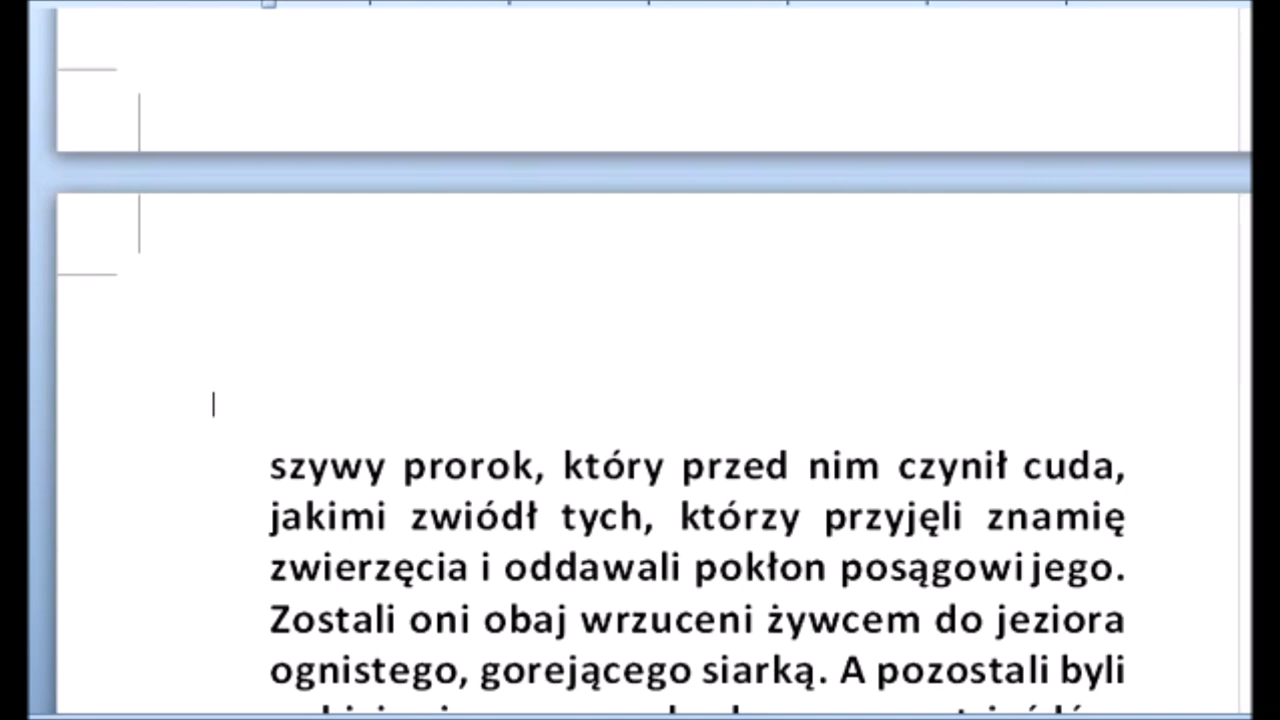 szywy prorok, który przed nim czynił cuda,
jakimi zwiódł tych, którzy przyjęli znamię
zwierzęcia i oddawali pokłon posągowi jego.
Zostali oni obaj wrzuceni żywcem do jeziora
ognistego, gorejącego siarką. A pozostali byli